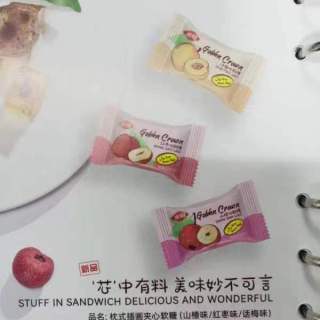 Golden Crown
Golden Crown
Golden Crown
新品
'芯'中有料 美味妙不可言
STUFF IN SANDWICH DELICIOUS AND WONDERFUL
品名: 枕式插画夹心软糖 (山楂味/红枣味/话梅味)